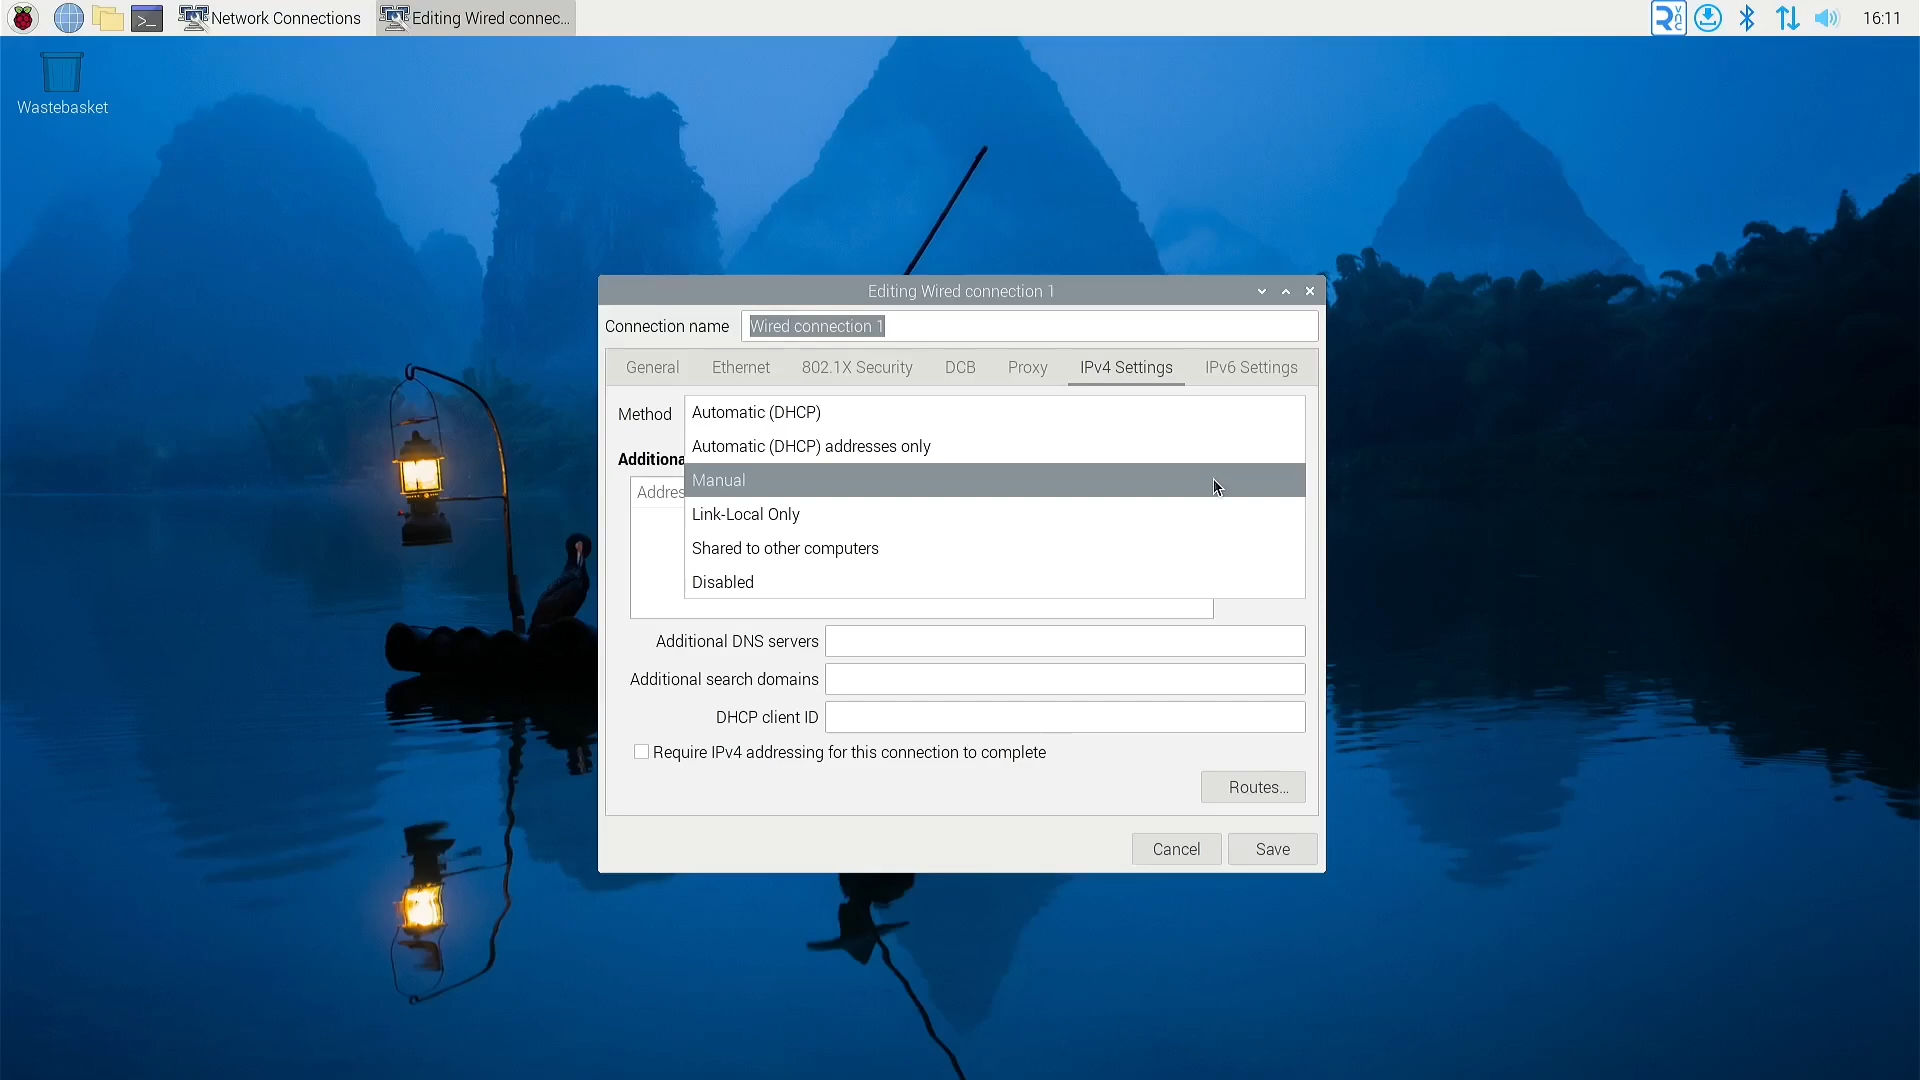 Network Connections
Editing Wired connec...
VNC
16:11
Wastebasket
Editing Wired connection 1
Connection name
Wired connection 1
General
Ethernet
802.1X Security
DCB
Proxy
IPv4 Settings
IPv6 Settings
Method
Automatic (DHCP)
Automatic (DHCP) addresses only
Additiona
Manual
Addres
Link-Local Only
Shared to other computers
Disabled
Additional DNS servers
Additional search domains
DHCP client ID
Require IPv4 addressing for this connection to complete
Routes...
Cancel
Save